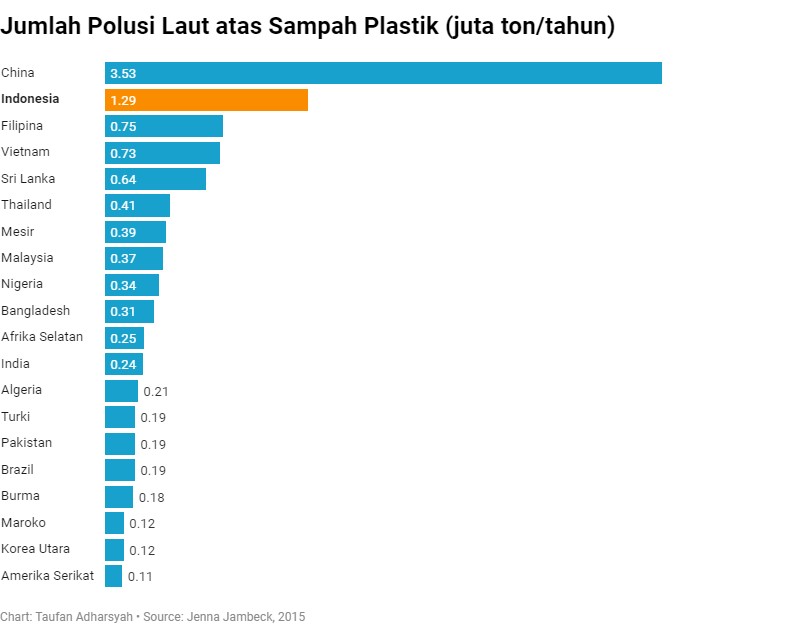 Jumlah Polusi Laut atas Sampah Plastik (juta ton/tahun)
China 3.53
Indonesia 1.29
Filipina 0.75
Vietnam 0.73
Sri Lanka 0.64
Thailand 0.41
Mesir 0.39
Malaysia 0.37
Nigeria 0.34
Bangladesh 0.31
Afrika Selatan 0.25
India 0.24
Algeria 0.21
Turki 0.19
Pakistan 0.19
Brazil 0.19
Burma 0.18
Maroko 0.12
Korea Utara 0.12
Amerika Serikat 0.11
Chart: Taufan Adharsyah • Source: Jenna Jambeck, 2015